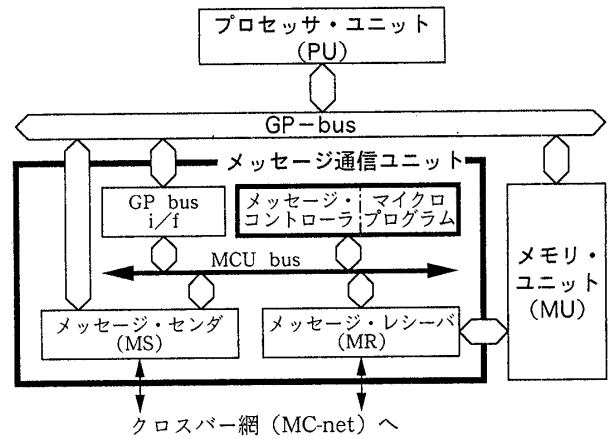 プロセッサ・ユニット
(PU)
GP-bus
メッセージ通信ユニット
GP bus
i/f
メッセージ・
コントローラ
マイクロ
プログラム
MCU bus
メモリ・
ユニット
(MU)
メッセージ・センダ
(MS)
メッセージ・レシーバ
(MR)
クロスバー網 (MC-net) へ